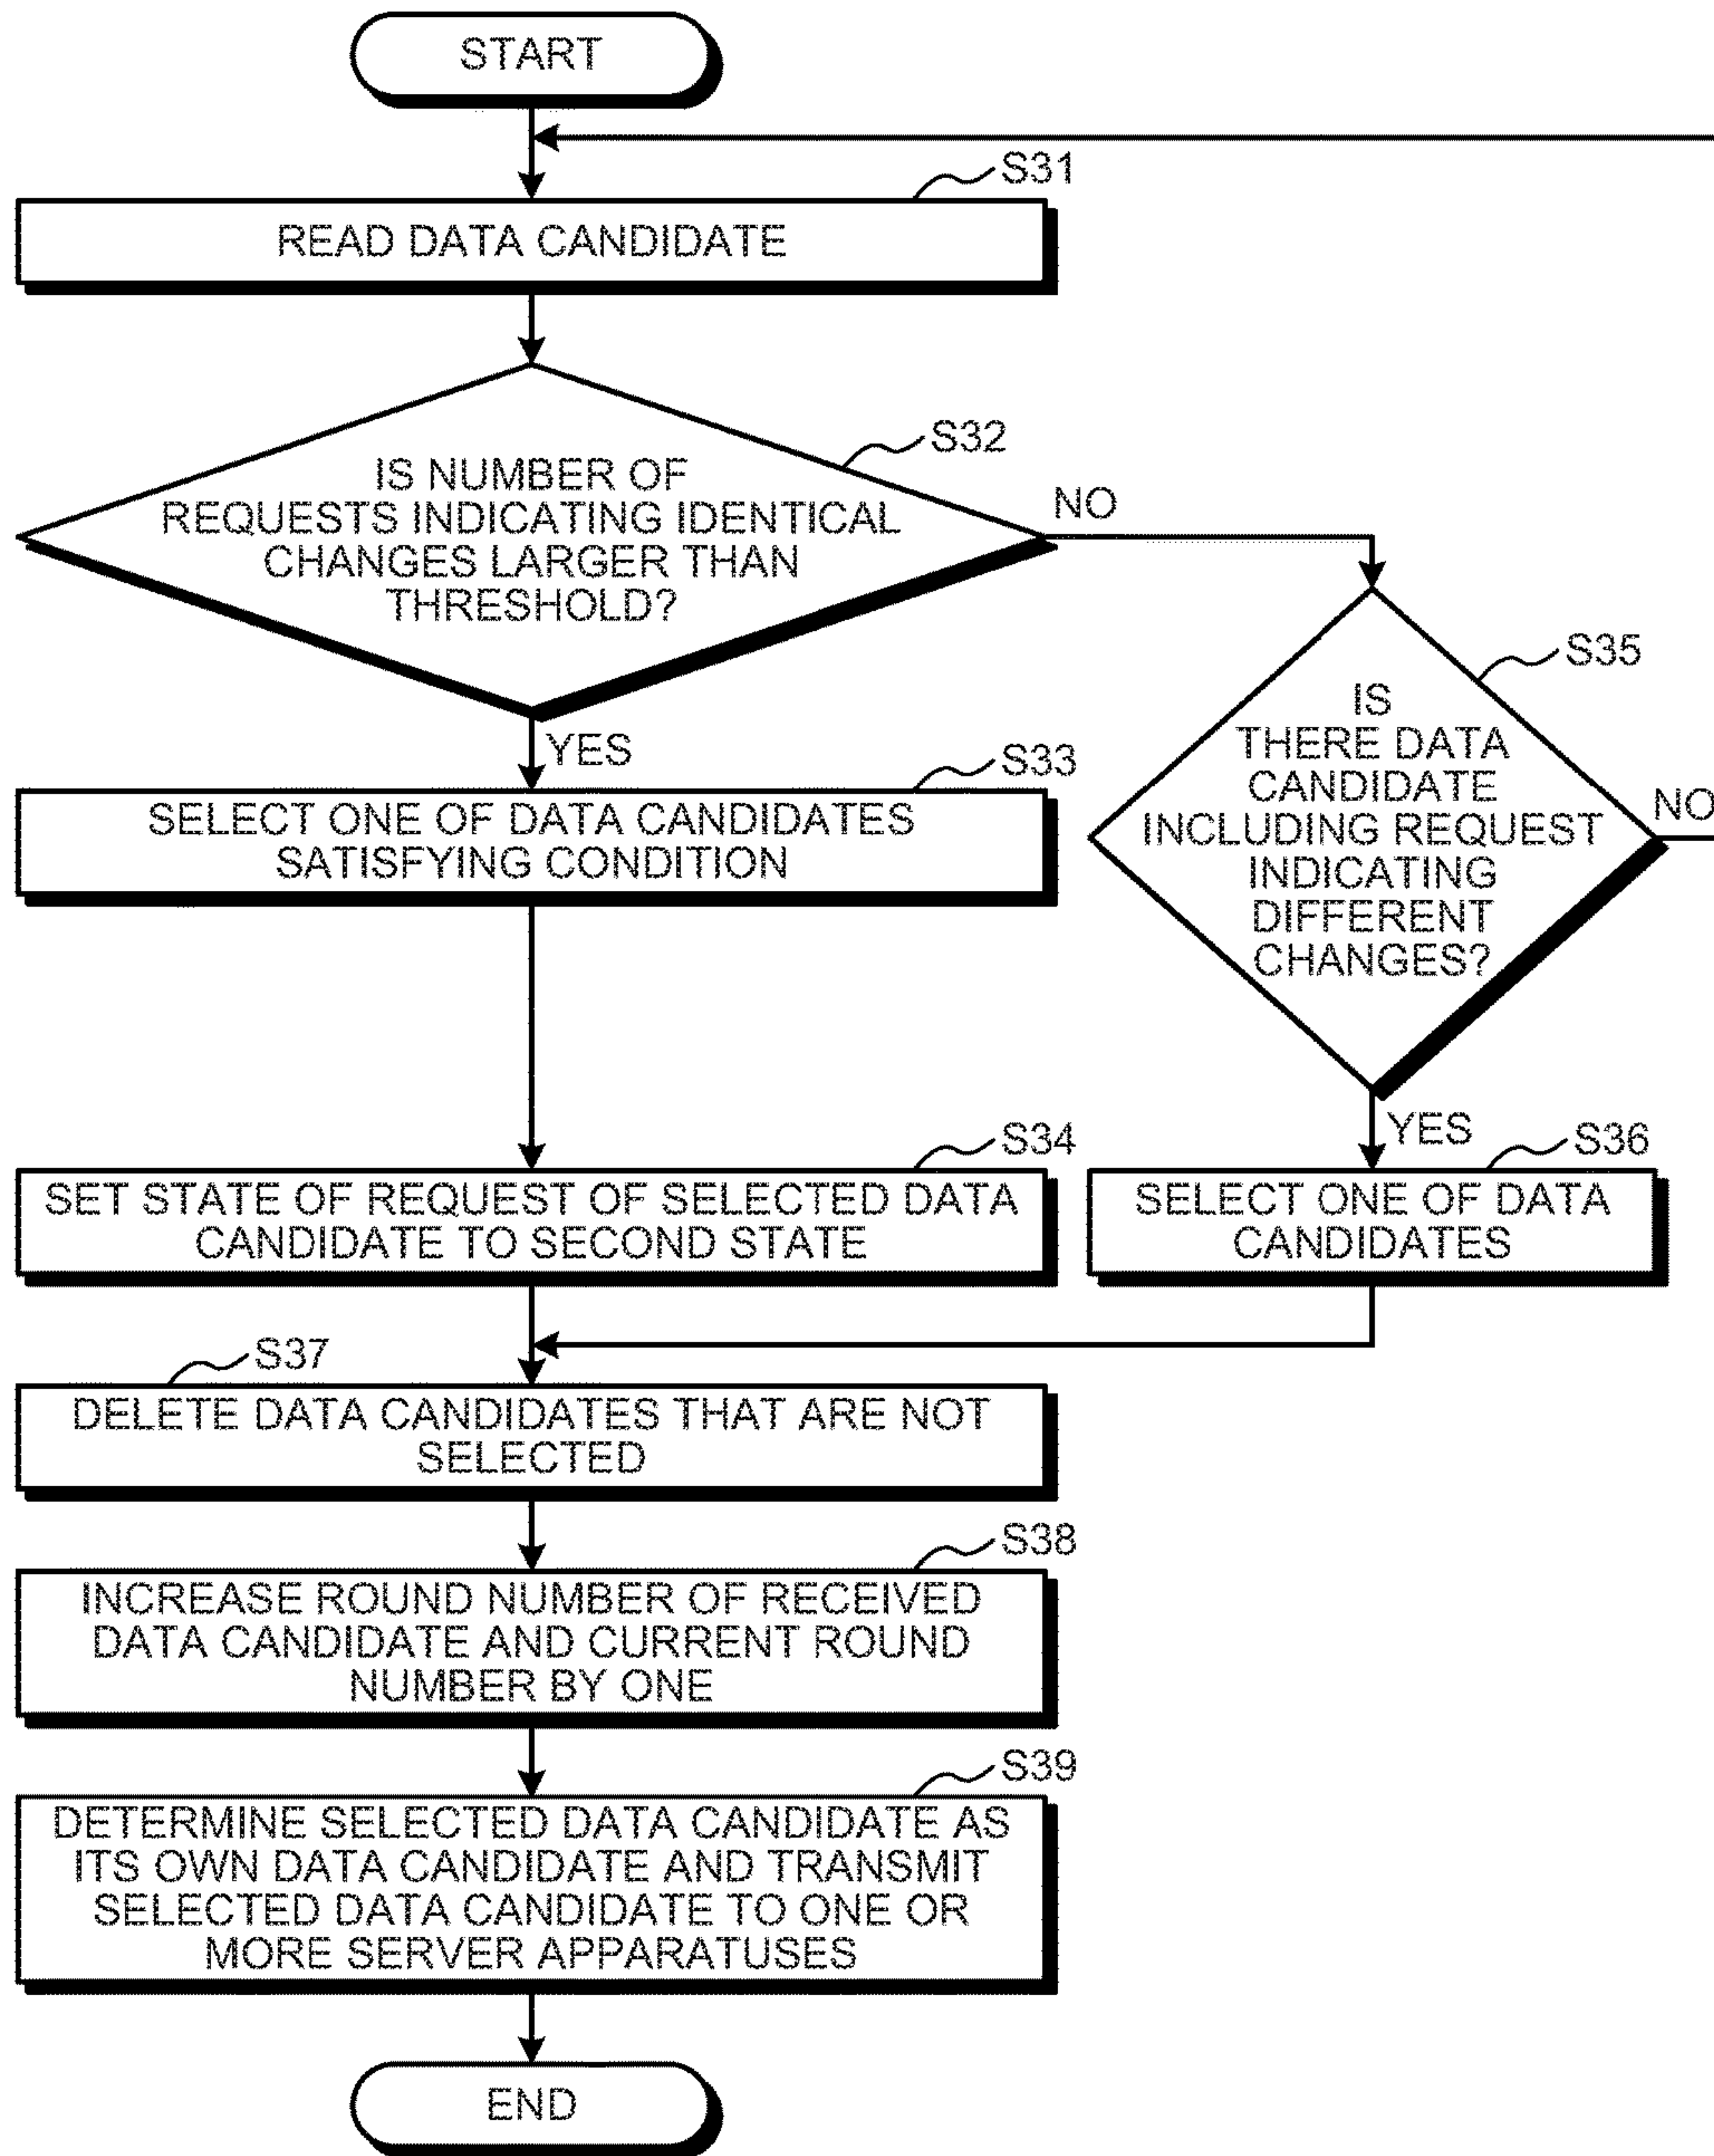 START
S31
READ DATA CANDIDATE
S32
IS NUMBER OF
REQUESTS INDICATING IDENTICAL
CHANGES LARGER THAN
THRESHOLD?
NO
YES
S33
SELECT ONE OF DATA CANDIDATES
SATISFYING CONDITION
S35
IS
THERE DATA
CANDIDATE
INCLUDING REQUEST
INDICATING
DIFFERENT
CHANGES?
NO
YES
S34
SET STATE OF REQUEST OF SELECTED DATA
CANDIDATE TO SECOND STATE
S36
SELECT ONE OF DATA
CANDIDATES
S37
DELETE DATA CANDIDATES THAT ARE NOT
SELECTED
S38
INCREASE ROUND NUMBER OF RECEIVED
DATA CANDIDATE AND CURRENT ROUND
NUMBER BY ONE
S39
DETERMINE SELECTED DATA CANDIDATE AS
ITS OWN DATA CANDIDATE AND TRANSMIT
SELECTED DATA CANDIDATE TO ONE OR
MORE SERVER APPARATUSES
END